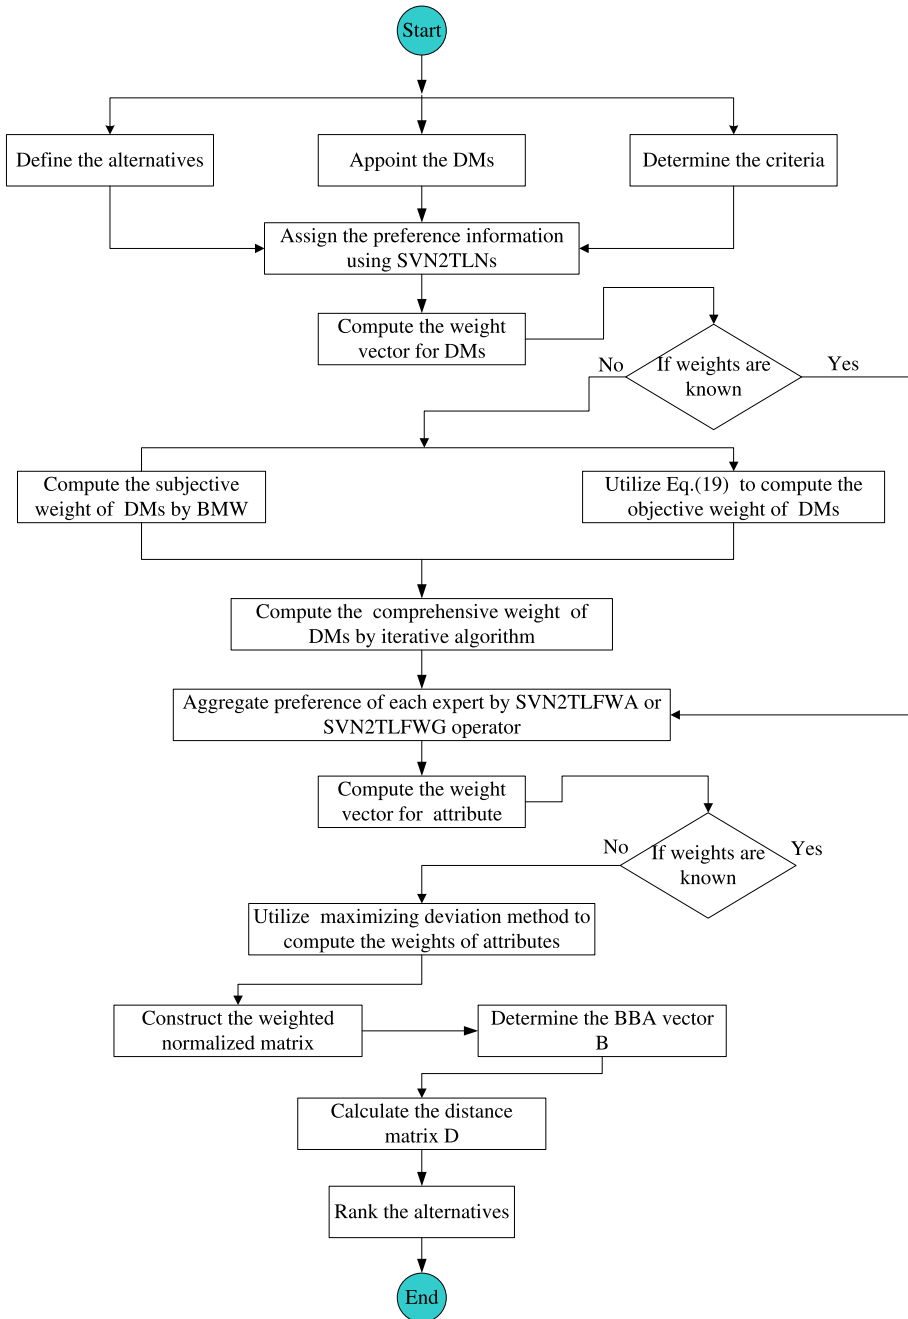 Start
Define the alternatives
Appoint the DMs
Determine the criteria
Assign the preference information
using SVN2TLNs
Compute the weight
vector for DMs
If weights are
known
No
Yes
Compute the subjective
weight of DMs by BMW
Utilize Eq.(19) to compute the
objective weight of DMs
Compute the comprehensive weight of
DMs by iterative algorithm
Aggregate preference of each expert by SVN2TLFWA or
SVN2TLFWG operator
Compute the weight
vector for attribute
If weights are
known
No
Yes
Utilize maximizing deviation method to
compute the weights of attributes
Construct the weighted
normalized matrix
Determine the BBA vector
B
Calculate the distance
matrix D
Rank the alternatives
End